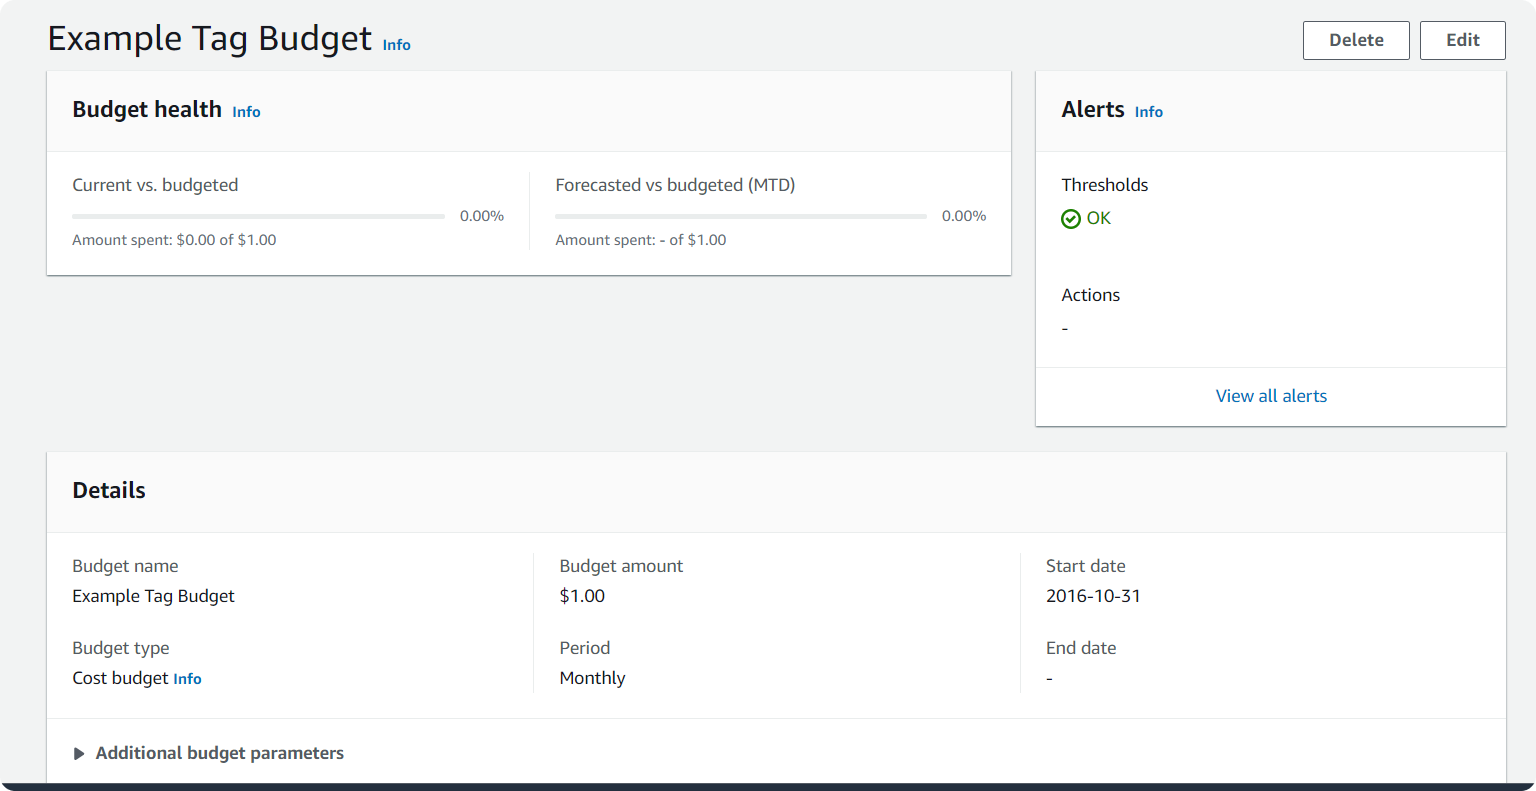 Example Tag Budget Info
Delete
Edit
Budget health Info
Current vs. budgeted
0.00%
Amount spent: $0.00 of $1.00
Forecasted vs budgeted (MTD)
0.00%
Amount spent: - of $1.00
Alerts Info
Thresholds
OK
Actions
-
View all alerts
Details
Budget name
Example Tag Budget
Budget type
Cost budget Info
Budget amount
$1.00
Period
Monthly
Start date
2016-10-31
End date
-
Additional budget parameters